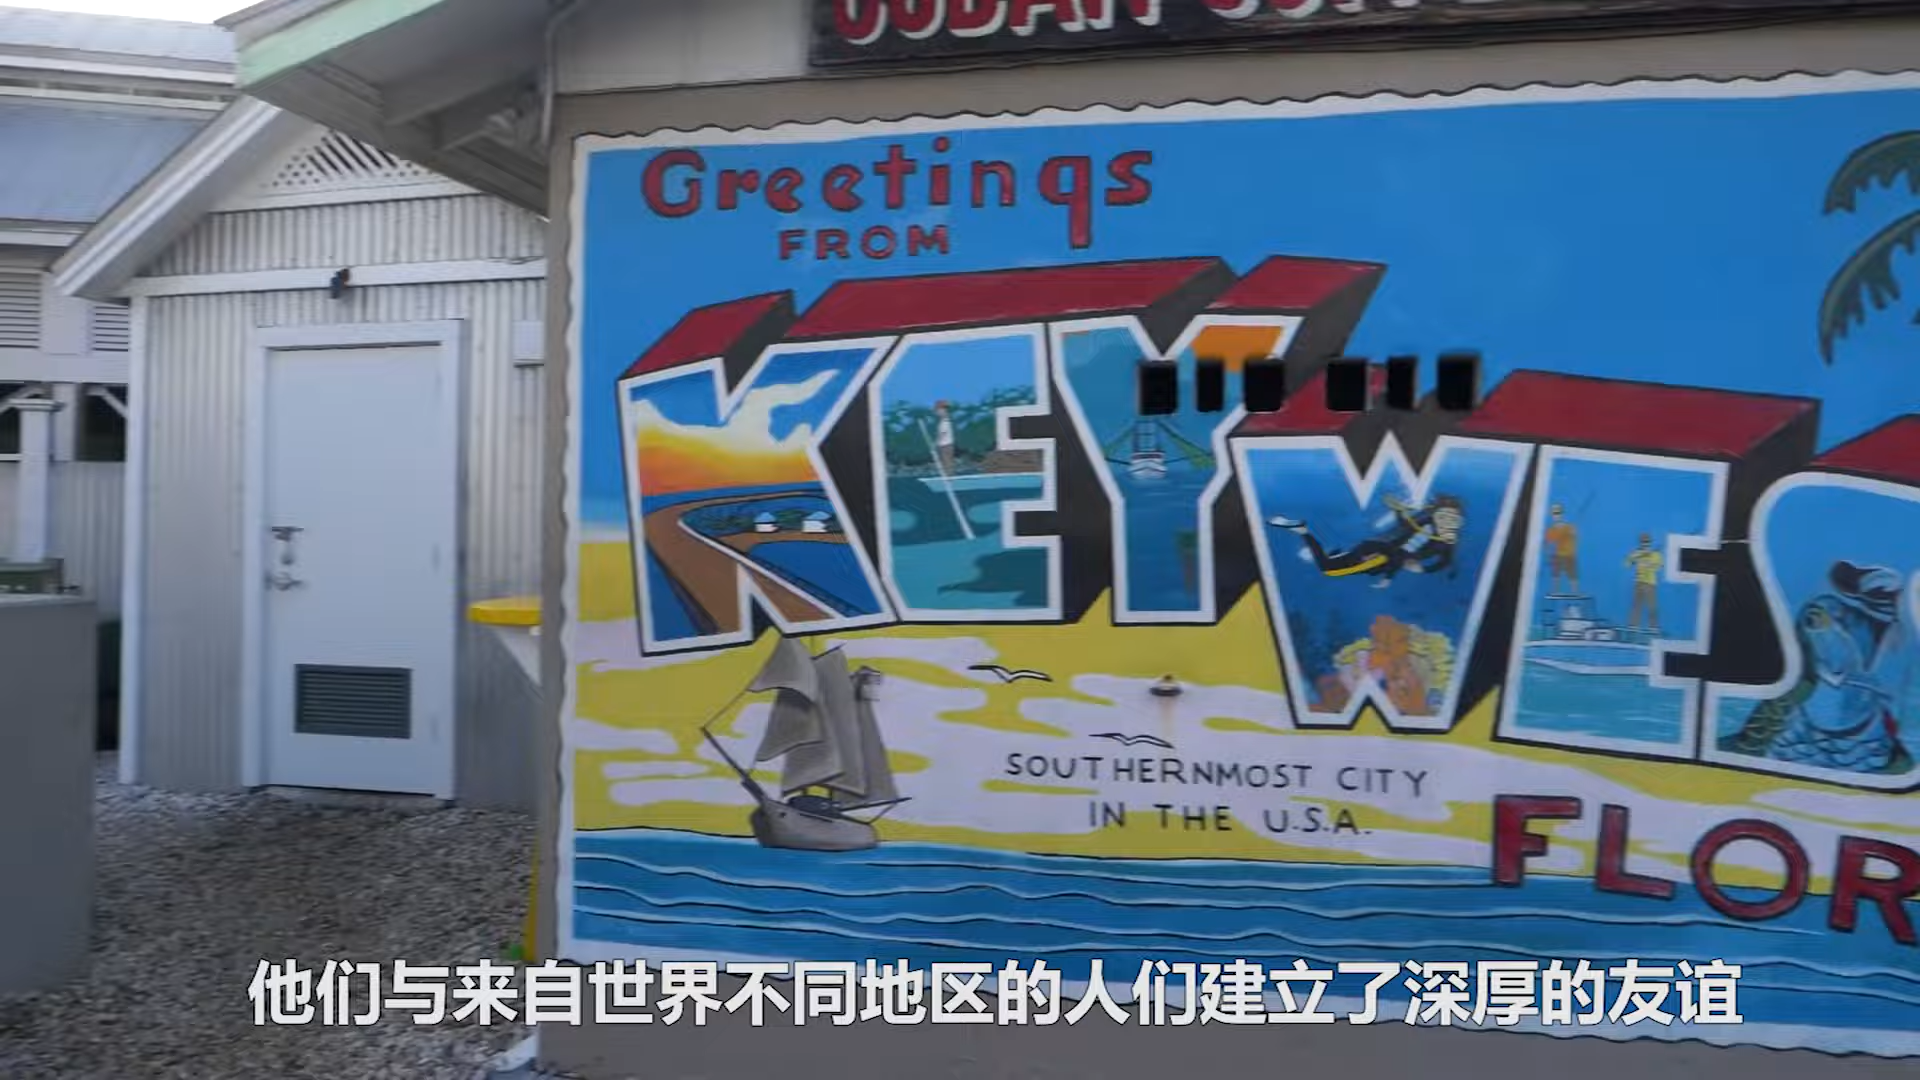 CUBAN
Greetings
FROM
KEY WES
SOUTHERNMOST CITY
IN THE U.S.A.
FLOR
他们与来自世界不同地区的人们建立了深厚的友谊